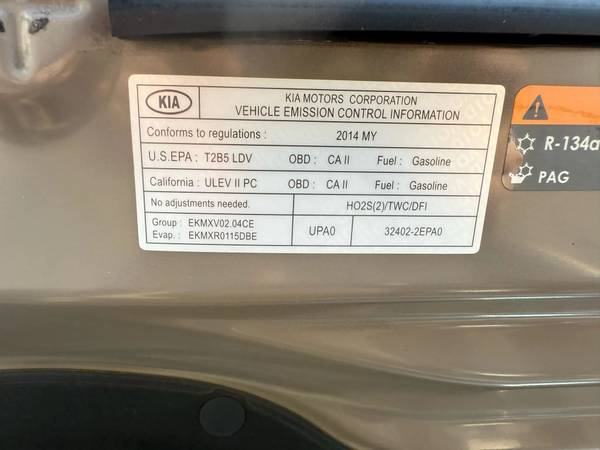 KIA
KIA MOTORS CORPORATION
VEHICLE EMISSION CONTROL INFORMATION
Conforms to regulations : 2014 MY
U.S.EPA : T2B5 LDV OBD : CA II Fuel : Gasoline
California : ULEV II PC OBD : CA II Fuel : Gasoline
No adjustments needed. HO2S(2)/TWC/DFI
Group : EKMXV02.04CE
Evap. : EKMXR0115DBE
UPA0 32402-2EPA0
R-134a
PAG